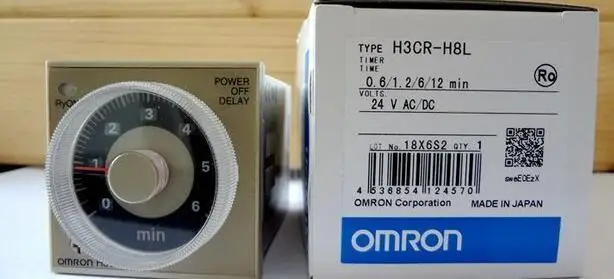 POWER
OFF
DELAY
RyON
0 1 2 3 4 5 6
min
OMRON
TYPE H3CR-H8L
TIMER
TIME
0.6/1.2/6/12 min
VOLTS.
24 V AC/DC
LOT No. 18X6S2 QTY. 1
4 536854 124570
OMRON Corporation MADE IN JAPAN
OMRON